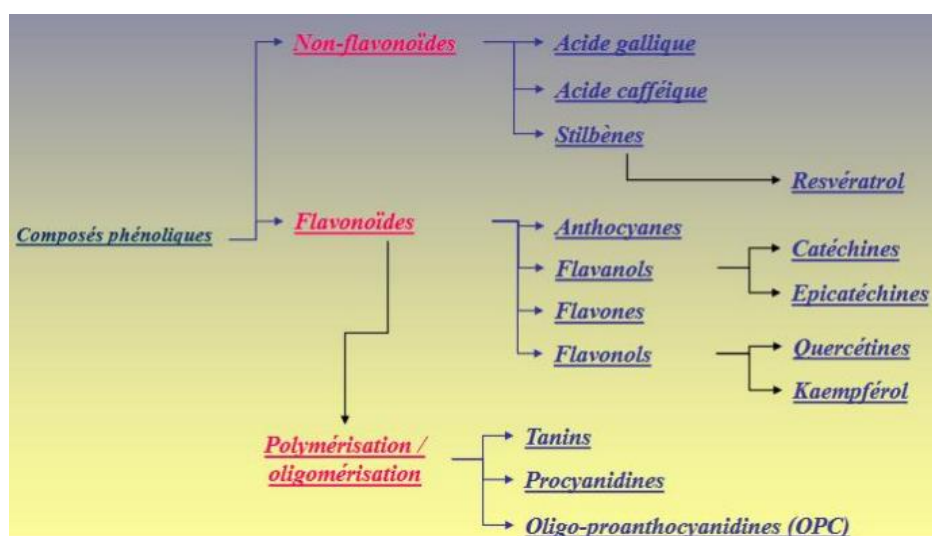 Non-flavonoïdes
Acide gallique
Acide cafféique
Stilbènes
Resvératrol
Composés phénoliques
Flavonoïdes
Anthocyanes
Flavanols
Catéchines
Epicatéchines
Flavones
Flavonols
Quercétines
Kaempférol
Polymérisation /
oligomérisation
Tanins
Procyanidines
Oligo-proanthocyanidines (OPC)